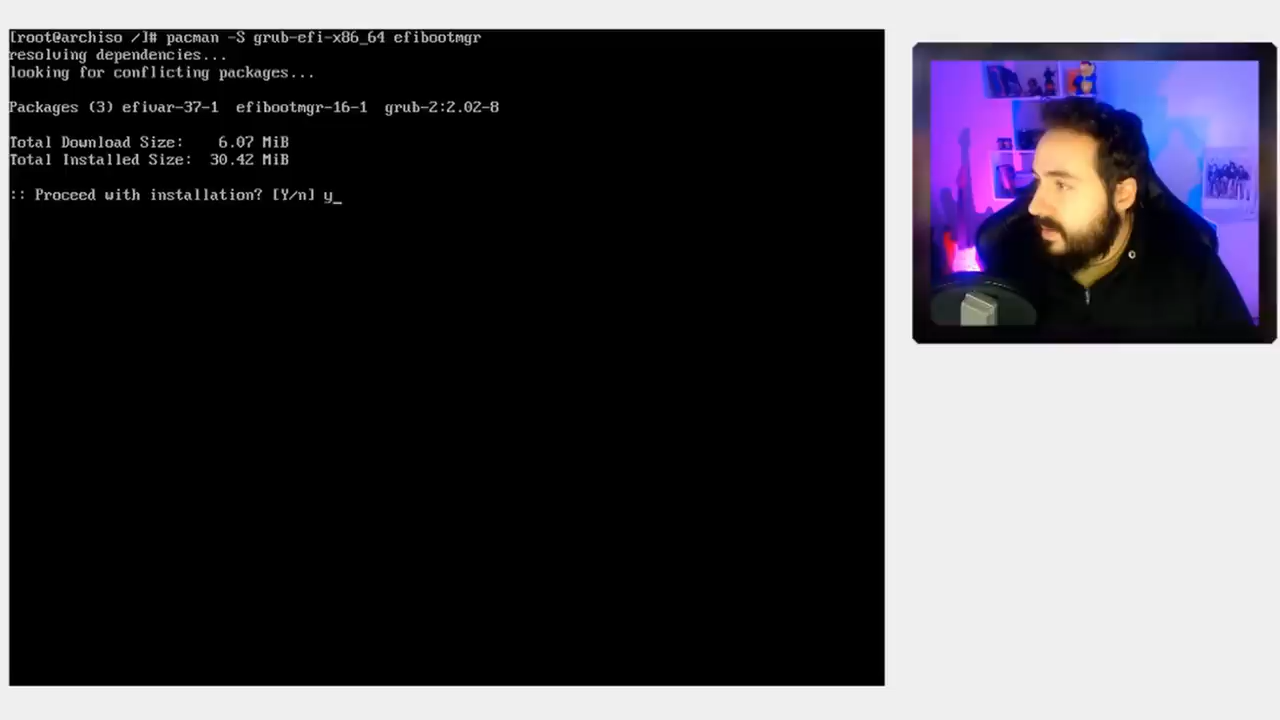 [root@archiso /]# pacman -S grub-efi-x86_64 efibootmgr
resolving dependencies...
looking for conflicting packages...
Packages (3) efivar-37-1  efibootmgr-16-1  grub-2:2.02-8
Total Download Size:    6.07 MiB
Total Installed Size:  30.42 MiB
:: Proceed with installation? [Y/n] y_